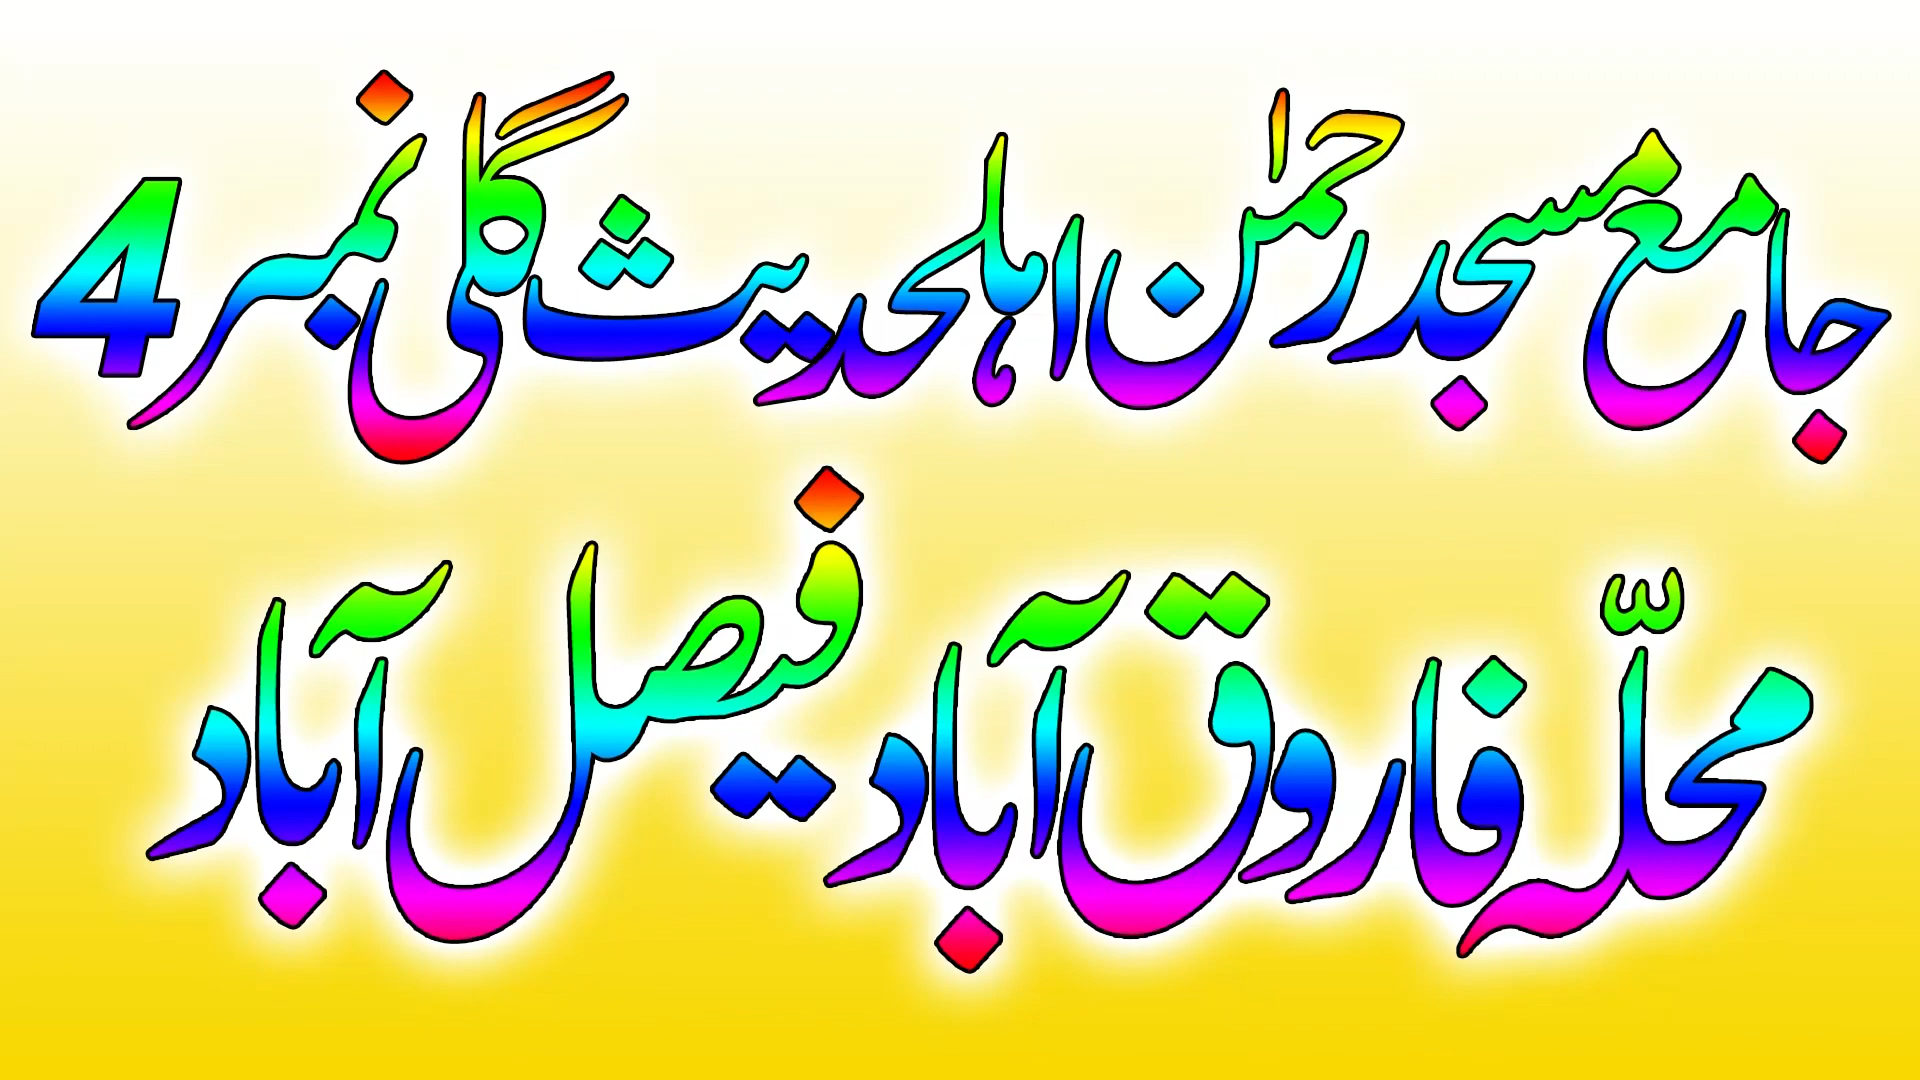 جامع مسجد رحمٰن اہلحدیث گلی نمبر 4
محلّہ فاروق آباد فیصل آباد